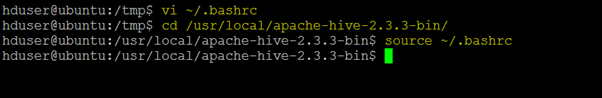 hduser@ubuntu:/tmp$ vi ~/.bashrc
hduser@ubuntu:/tmp$ cd /usr/local/apache-hive-2.3.3-bin/
hduser@ubuntu:/usr/local/apache-hive-2.3.3-bin$ source ~/.bashrc
hduser@ubuntu:/usr/local/apache-hive-2.3.3-bin$